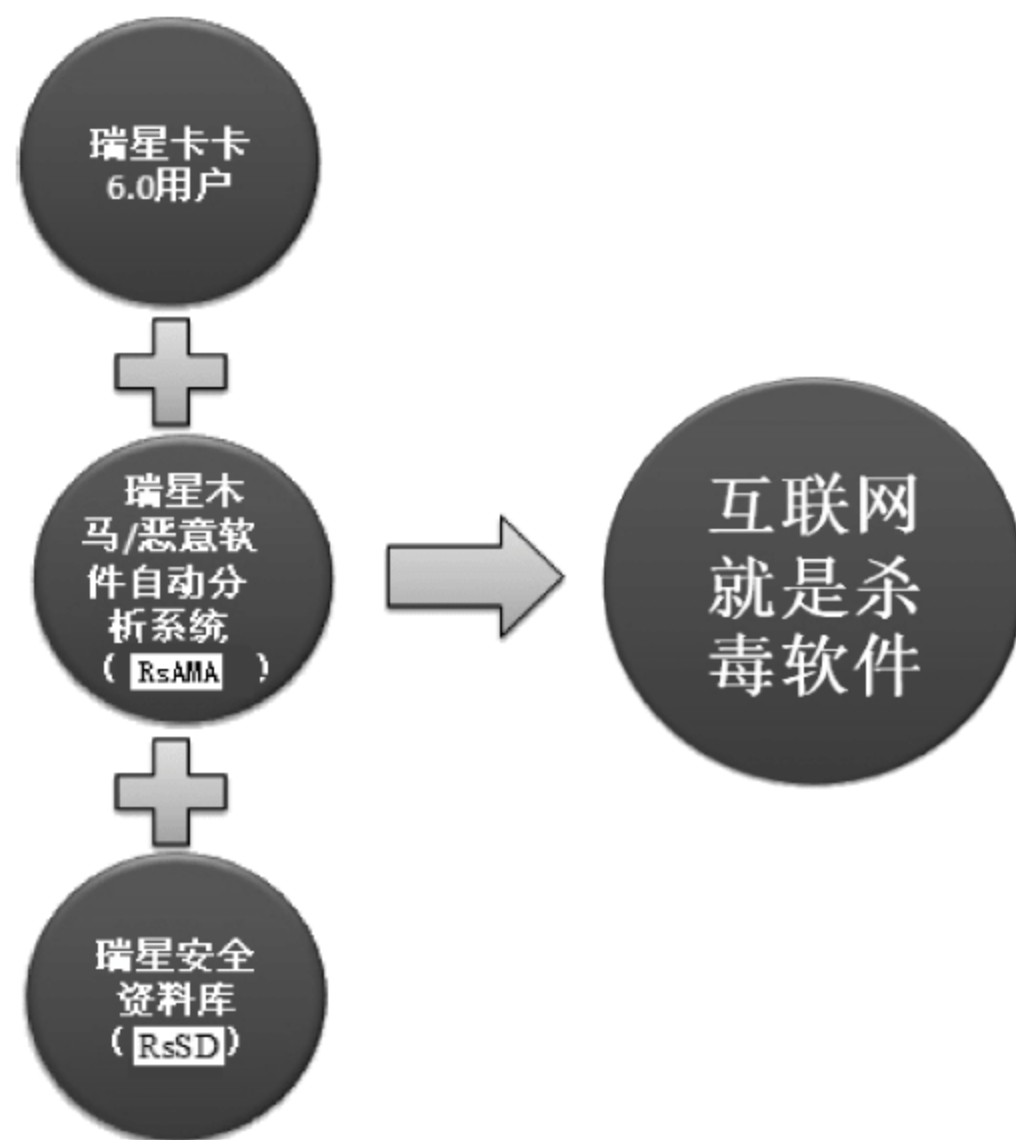 瑞星卡卡
6.0用户
瑞星木
马/恶意软
件自动分
析系统
（RsAMA）
瑞星安全
资料库
（RsSD）
互联网
就是杀
毒软件